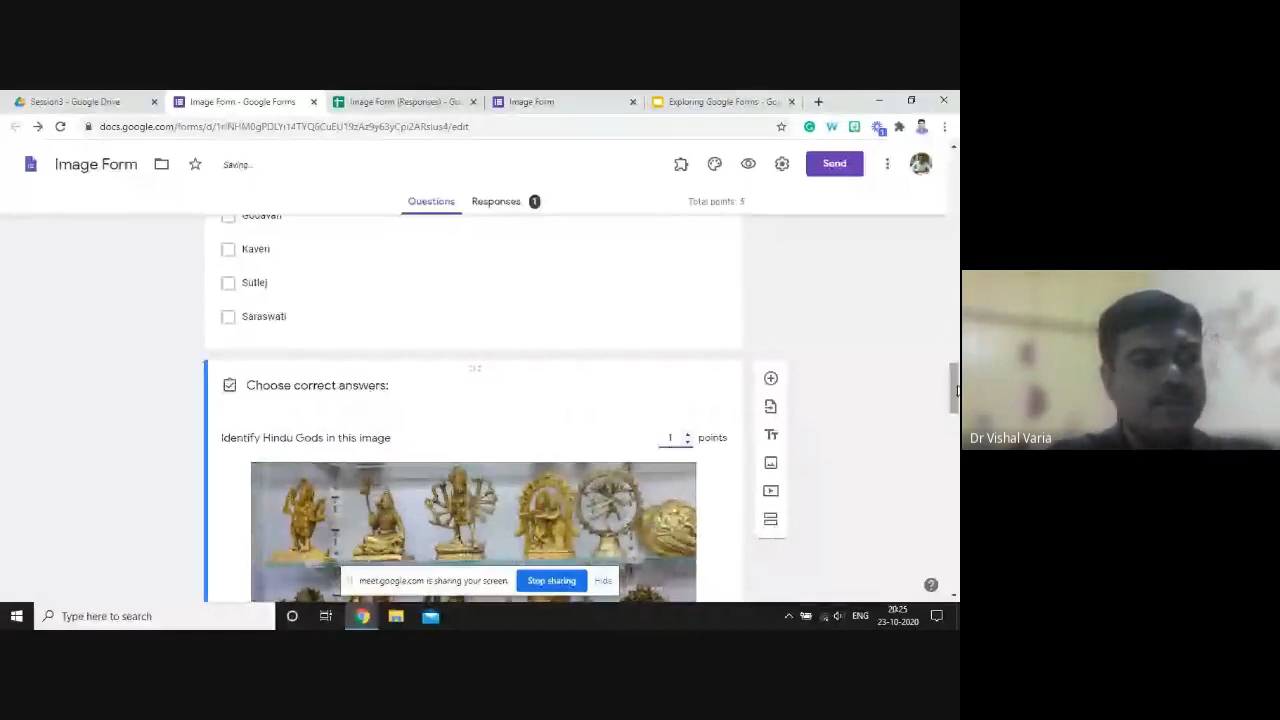 Session3 - Google Drive
Image Form - Google Forms
Image Form (Responses) - Go
Image Form
Exploring Google Forms - Go
Image Form
Saving...
Send
Questions
Responses 1
Total points: 5
Godavari
Kaveri
Sutlej
Saraswati
Choose correct answers:
Identify Hindu Gods in this image
1 points
Dr Vishal Varia
meet.google.com is sharing your screen.
Stop sharing
Hide
Type here to search
ENG
20:25
23-10-2020